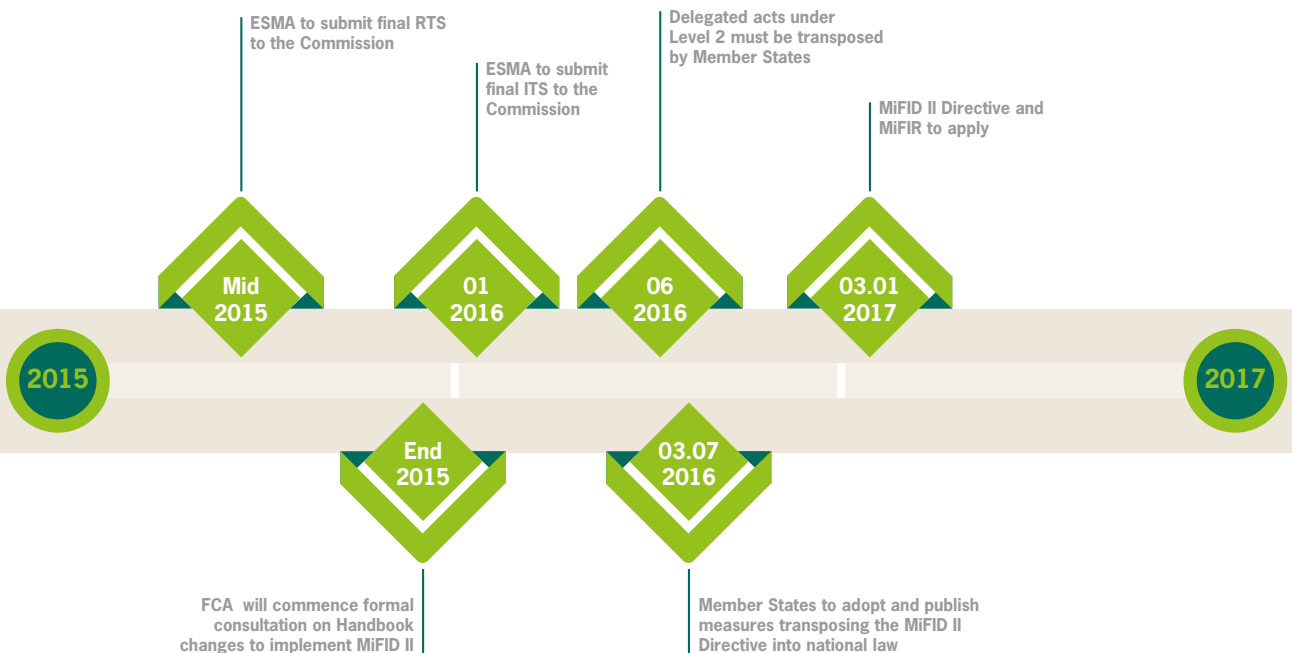 ESMA to submit final RTS
to the Commission
ESMA to submit
final ITS to the
Commission
Delegated acts under
Level 2 must be transposed
by Member States
MiFID II Directive and
MiFIR to apply
Mid
2015
01
2016
06
2016
03.01
2017
2015
2017
End
2015
03.07
2016
FCA will commence formal
consultation on Handbook
changes to implement MiFID II
Member States to adopt and publish
measures transposing the MiFID II
Directive into national law